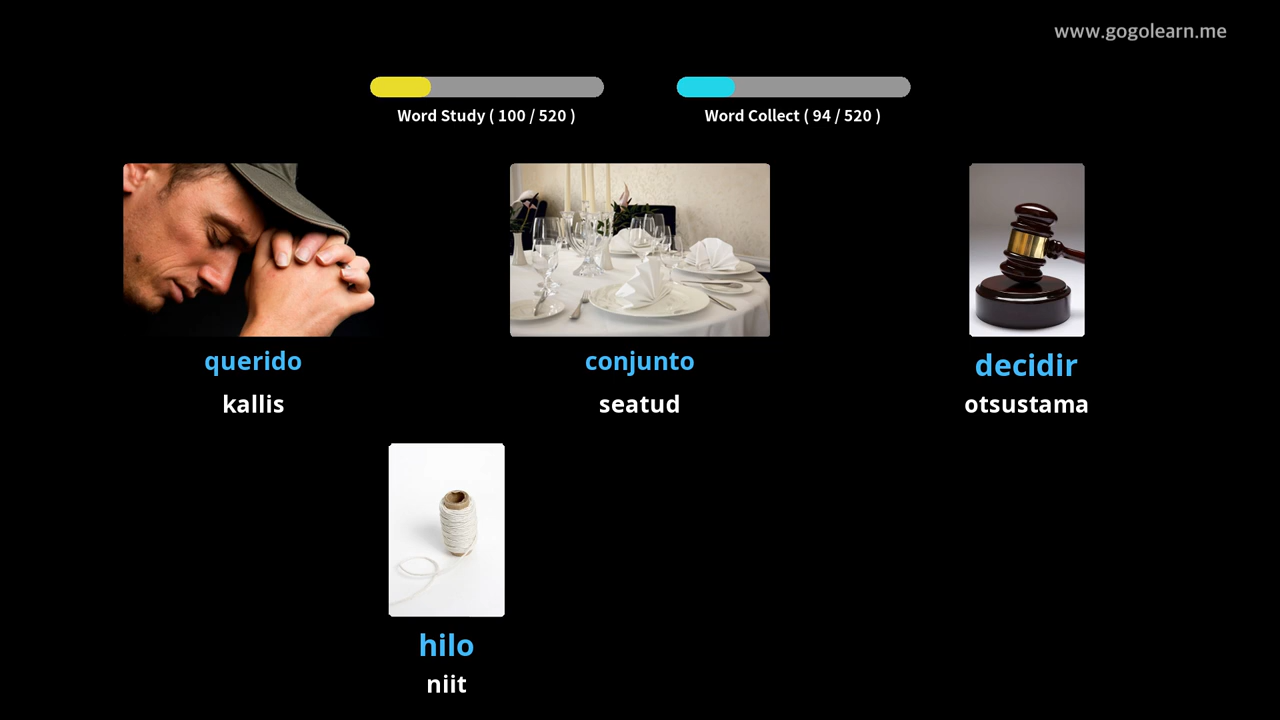 www.gogolearn.me
Word Study ( 100 / 520 )
Word Collect ( 94 / 520 )
querido
kallis
conjunto
seatud
decidir
otsustama
hilo
niit